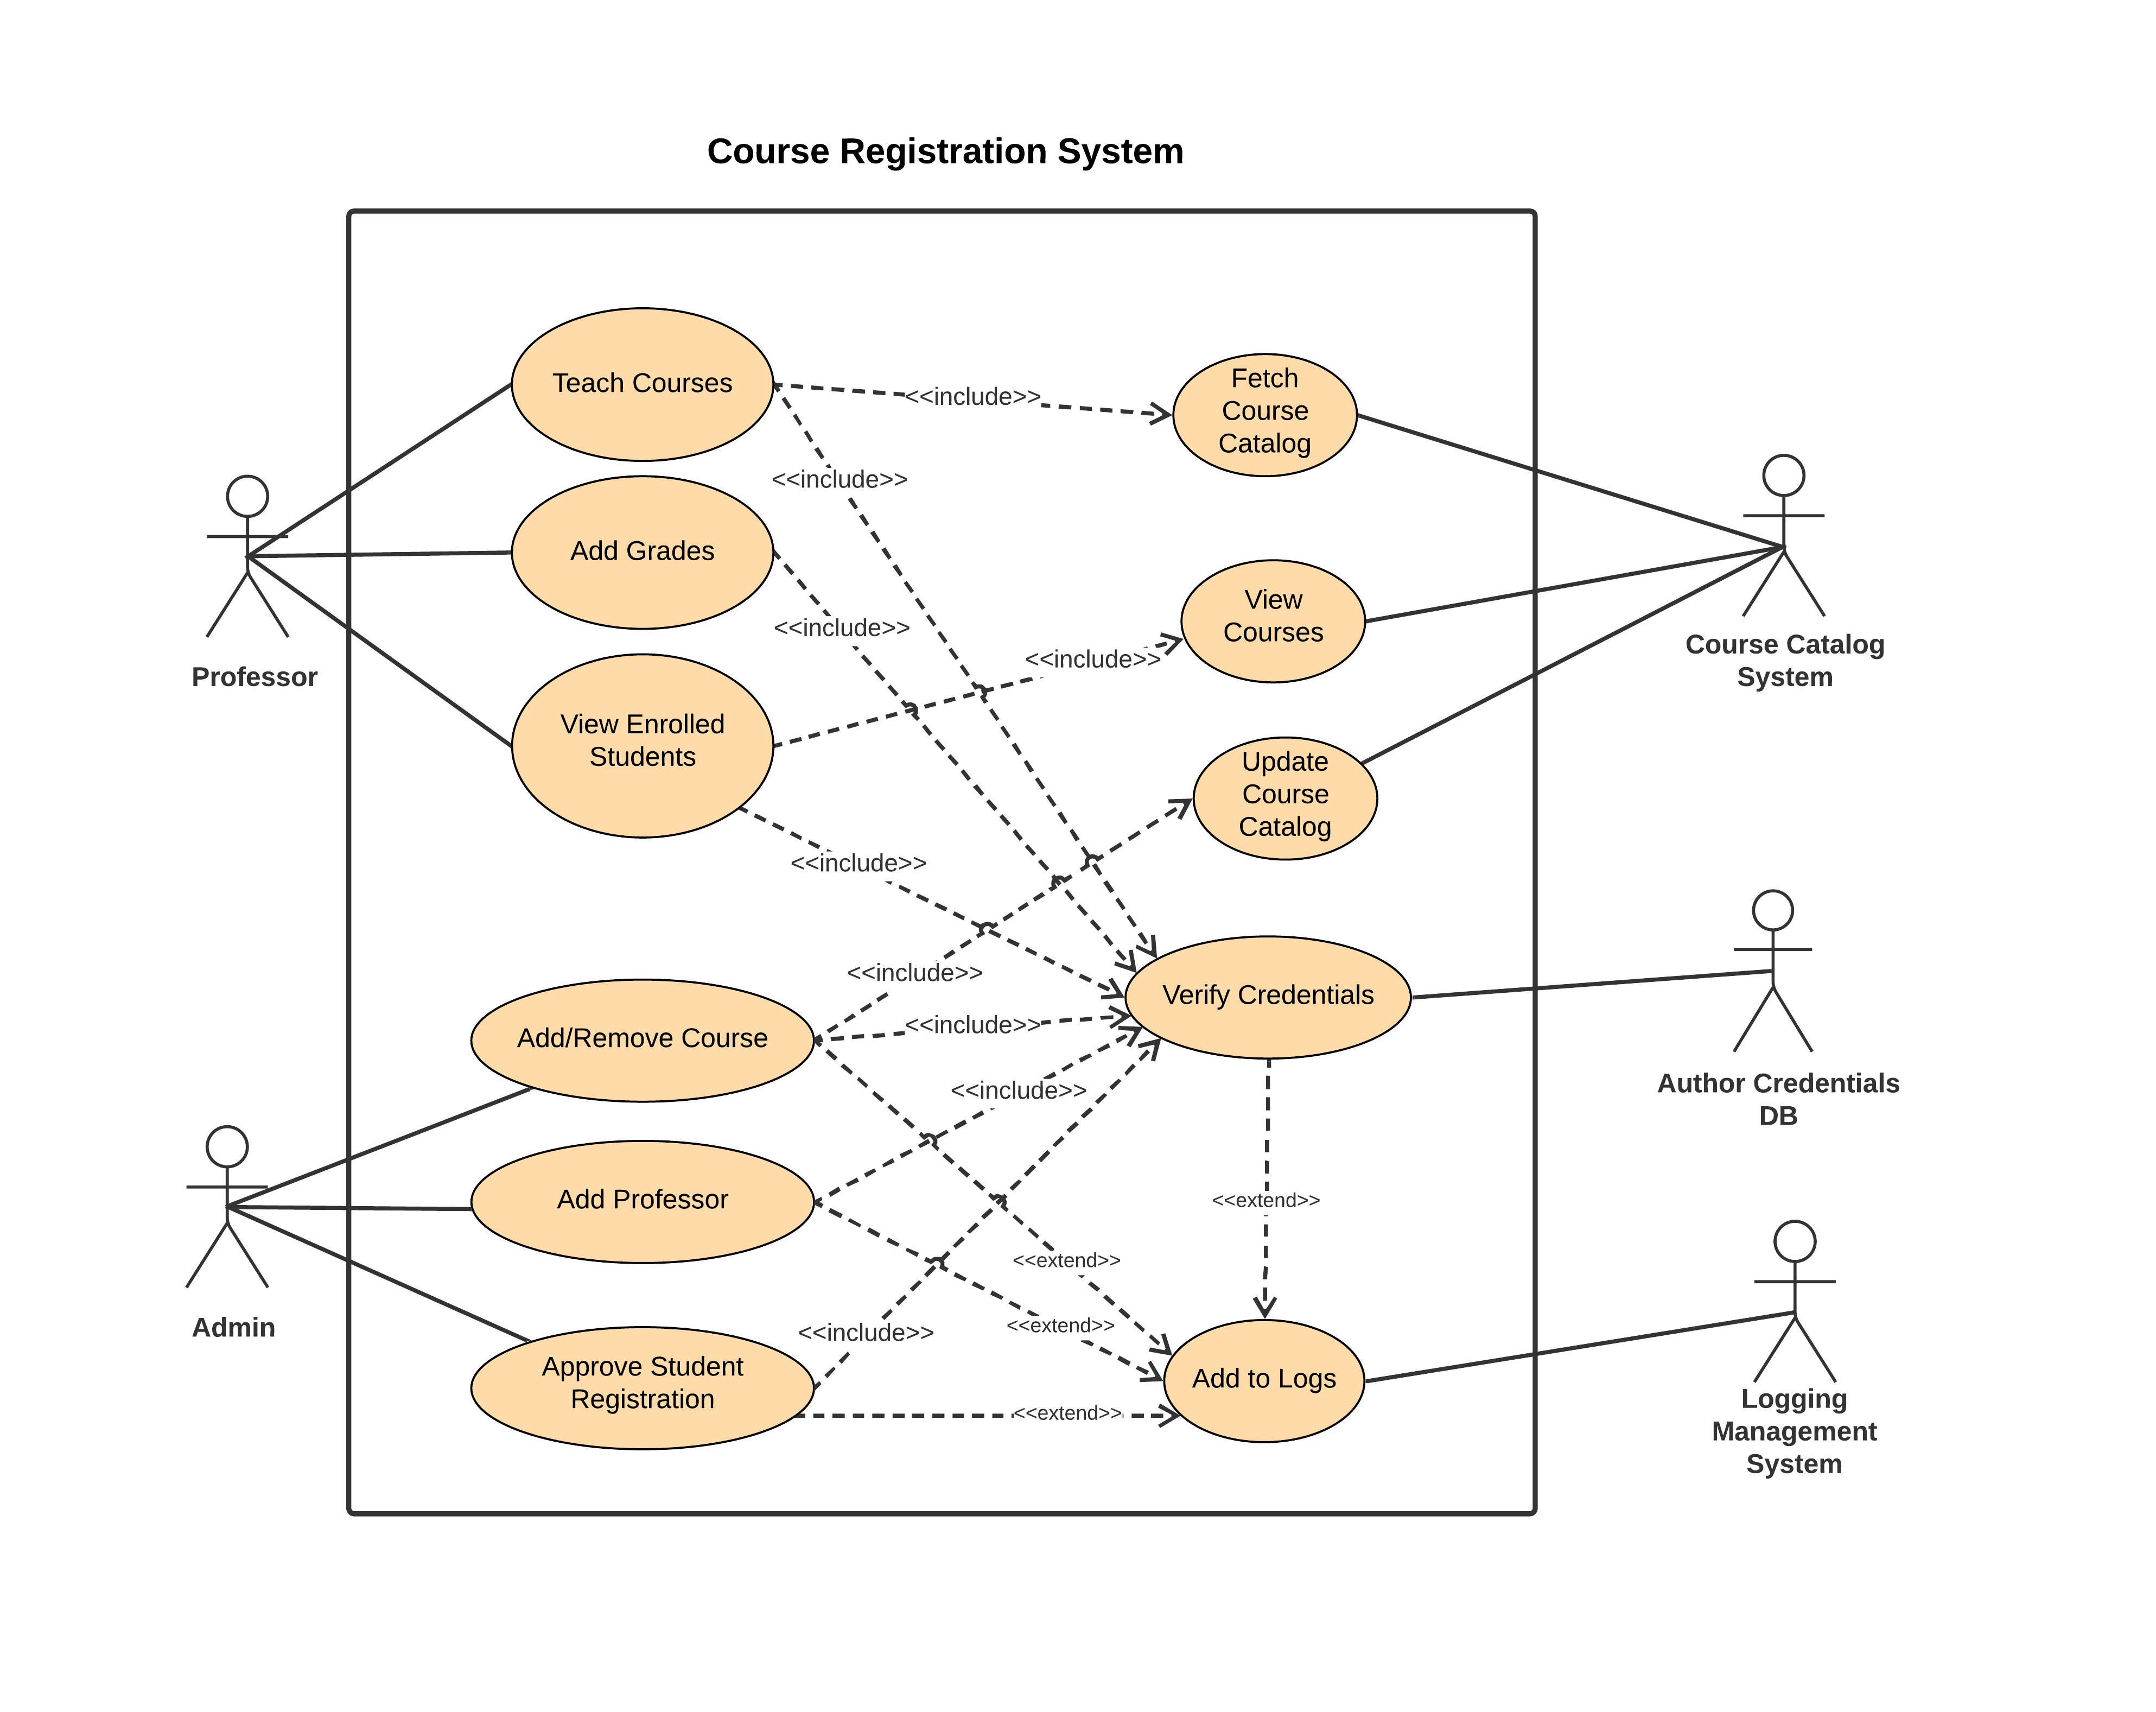 Course Registration System
Teach Courses
<<include>>
Fetch
Course
Catalog
<<include>>
Add Grades
<<include>>
View
Courses
<<include>>
Course Catalog
System
Professor
View Enrolled
Students
Update
Course
Catalog
<<include>>
<<include>>
Verify Credentials
<<include>>
Add/Remove Course
<<include>>
Author Credentials
DB
Add Professor
<<extend>>
<<extend>>
<<extend>>
Admin
<<include>>
Approve Student
Registration
Add to Logs
<<extend>>
Logging
Management
System